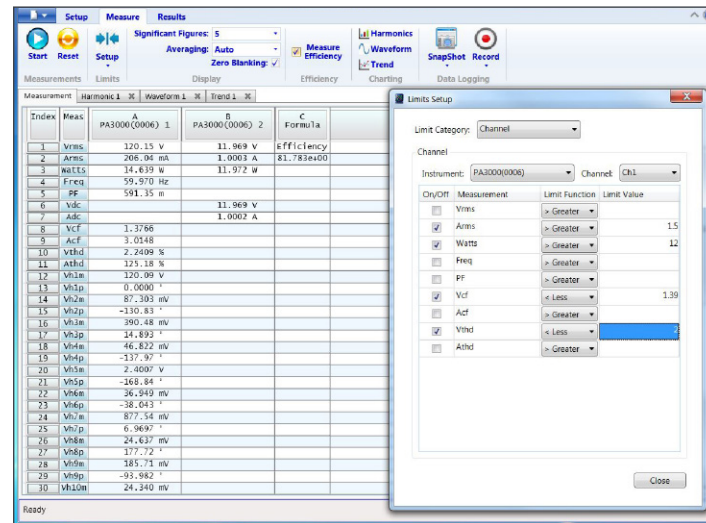 Setup Measure Results
Start Reset Setup
Significant Figures: 5
Averaging: Auto
Zero Blanking: √
Measure Efficiency
Harmonics
Waveform
Trend
SnapShot Record
Measurements Limits Display Efficiency Charting Data Logging
Measurement Harmonic 1 Waveform 1 Trend 1
Index Meas A PA3000(0006) 1 B PA3000(0006) 2 C Formula
1 Vrms 120.15 V 11.969 V Efficiency
2 Arms 206.04 mA 1.0003 A 81.783e+00
3 Watts 14.639 W 11.972 W
4 Freq 59.970 Hz
5 PF 591.35 m
6 Vdc 11.969 V
7 Adc 1.0002 A
8 Vcf 1.3766
9 Acf 3.0148
10 Vthd 2.2409 %
11 Athd 125.18 %
12 Vh1m 120.09 V
13 Vh1p 0.0000 °
14 Vh2m 87.303 mV
15 Vh2p -130.83 °
16 Vh3m 390.48 mV
17 Vh3p 14.893 °
18 Vh4m 46.822 mV
19 Vh4p -137.97 °
20 Vh5m 2.4007 V
21 Vh5p -168.84 °
22 Vh6m 36.949 mV
23 Vh6p -38.043 °
24 Vh7m 877.54 mV
25 Vh7p 6.9697 °
26 Vh8m 24.637 mV
27 Vh8p 177.72 °
28 Vh9m 185.71 mV
29 Vh9p -93.982 °
30 Vh10m 24.340 mV
Ready
Limits Setup
Limit Category: Channel
Channel
Instrument: PA3000(0006) Channel: Ch1
On/Off Measurement Limit Function Limit Value
Vrms > Greater
Arms > Greater 1.5
Watts > Greater 12
Freq > Greater
PF > Greater
Vcf < Less 1.39
Acf > Greater
Vthd < Less 2
Athd > Greater
Close